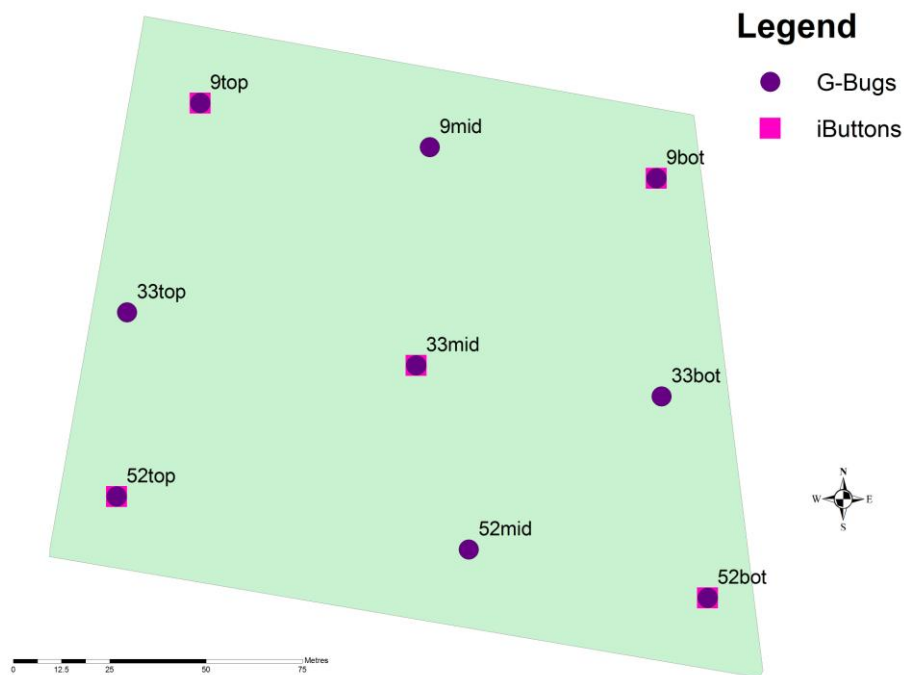 Legend
G-Bugs
iButtons
9top
9mid
9bot
33top
33mid
33bot
52top
52mid
52bot
N
W E
S
Metres
0 12.5 25 50 75